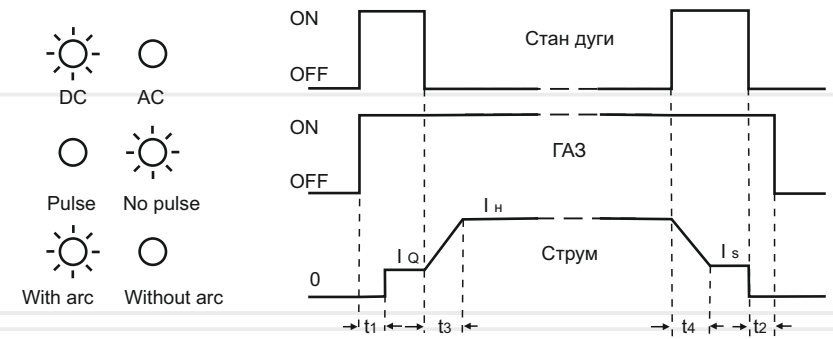 DC AC
Pulse No pulse
With arc Without arc
ON
Стан дуги
OFF
ON
ГАЗ
OFF
I н
I Q
Струм
I s
0
t1 t3 t4 t2